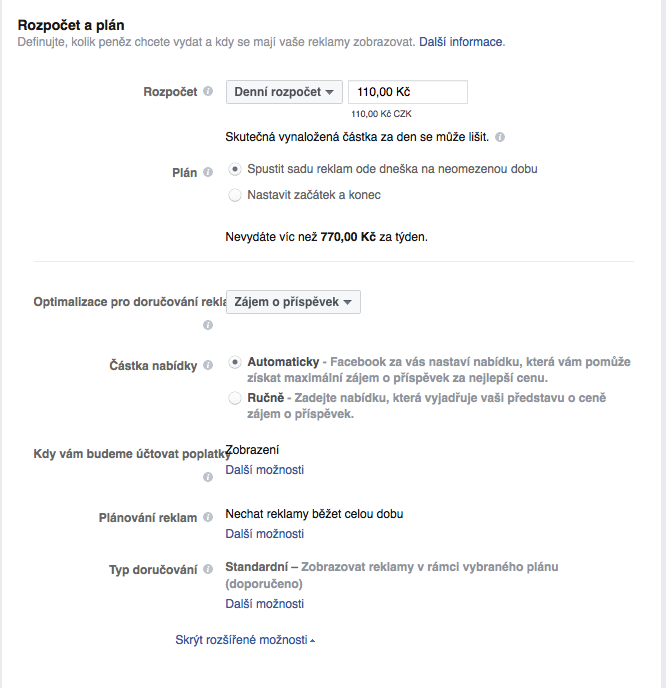 Rozpočet a plán
Definujte, kolik peněz chcete vydat a kdy se mají vaše reklamy zobrazovat. Další informace.
Rozpočet
Denní rozpočet
110,00 Kč
110,00 Kč CZK
Skutečná vynaložená částka za den se může lišit.
Plán
Spustit sadu reklam ode dneška na neomezenou dobu
Nastavit začátek a konec
Nevydáte víc než 770,00 Kč za týden.
Optimalizace pro doručování rekla
Zájem o příspěvek
Částka nabídky
Automaticky - Facebook za vás nastaví nabídku, která vám pomůže
získat maximální zájem o příspěvek za nejlepší cenu.
Ručně - Zadejte nabídku, která vyjadřuje vaši představu o ceně
zájem o příspěvek.
Kdy vám budeme účtovat poplatky
Zobrazení
Další možnosti
Plánování reklam
Nechat reklamy běžet celou dobu
Další možnosti
Typ doručování
Standardní – Zobrazovat reklamy v rámci vybraného plánu
(doporučeno)
Další možnosti
Skrýt rozšířené možnosti